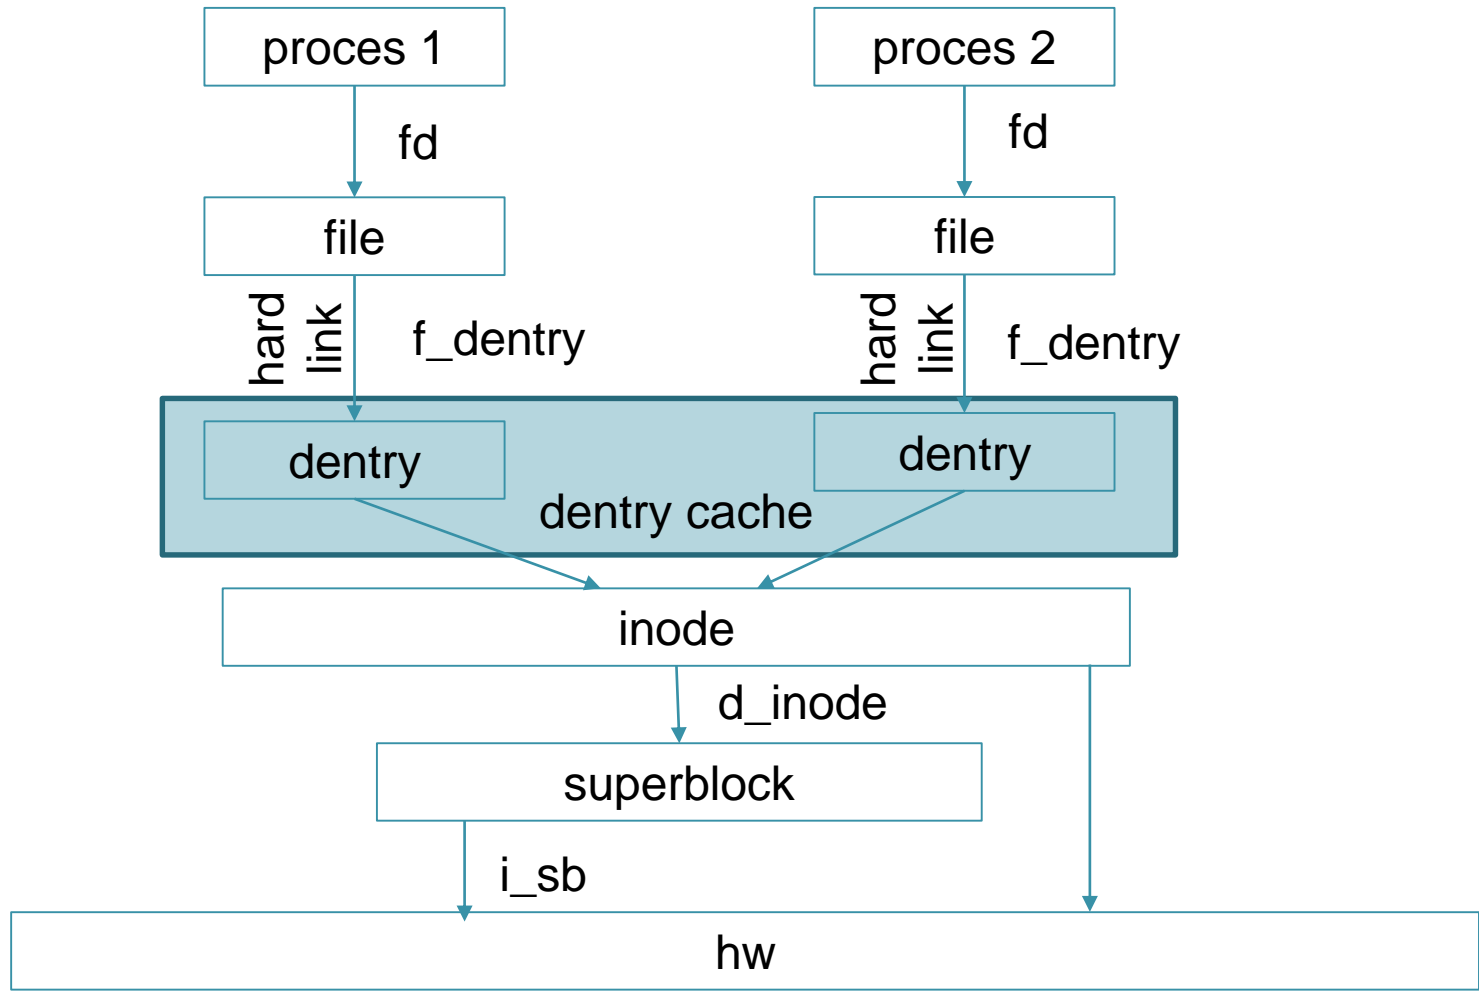 proces 1
proces 2
fd
fd
file
file
hard
link
f_dentry
hard
link
f_dentry
dentry
dentry
dentry cache
inode
d_inode
superblock
i_sb
hw